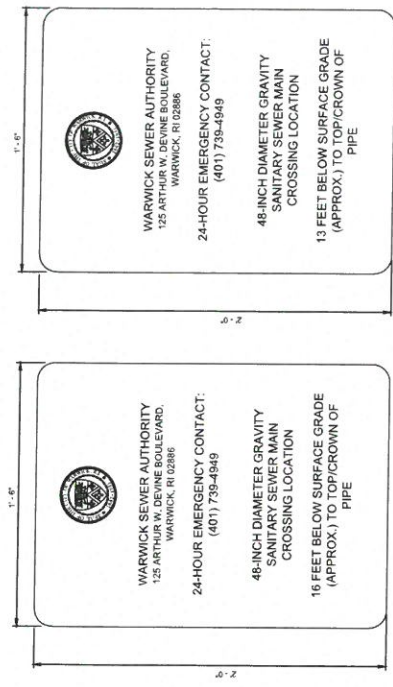 1' - 6"
2' - 0"
WARWICK SEWER AUTHORITY
125 ARTHUR W. DEVINE BOULEVARD,
WARWICK, RI 02886
24-HOUR EMERGENCY CONTACT:
(401) 739-4949
48-INCH DIAMETER GRAVITY
SANITARY SEWER MAIN
CROSSING LOCATION
16 FEET BELOW SURFACE GRADE
(APPROX.) TO TOP/CROWN OF
PIPE
1' - 6"
2' - 0"
WARWICK SEWER AUTHORITY
125 ARTHUR W. DEVINE BOULEVARD,
WARWICK, RI 02886
24-HOUR EMERGENCY CONTACT:
(401) 739-4949
48-INCH DIAMETER GRAVITY
SANITARY SEWER MAIN
CROSSING LOCATION
13 FEET BELOW SURFACE GRADE
(APPROX.) TO TOP/CROWN OF
PIPE